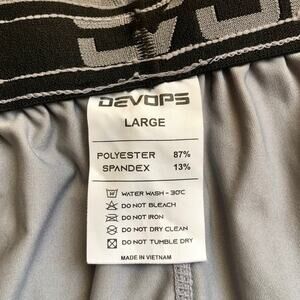 DEVOPS
LARGE
POLYESTER 87%
SPANDEX 13%
WATER WASH - 30C
DO NOT BLEACH
DO NOT IRON
DO NOT DRY CLEAN
DO NOT TUMBLE DRY
MADE IN VIETNAM